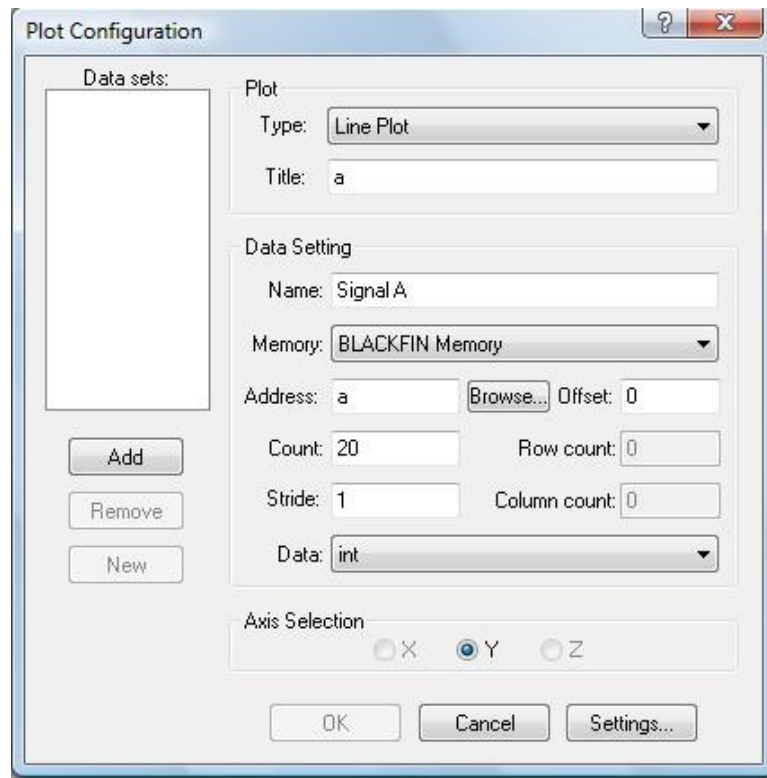 Plot Configuration
Data sets:
Add
Remove
New
Plot
Type: Line Plot
Title: a
Data Setting
Name: Signal A
Memory: BLACKFIN Memory
Address: a Browse... Offset: 0
Count: 20 Row count: 0
Stride: 1 Column count: 0
Data: int
Axis Selection
X Y Z
OK Cancel Settings...